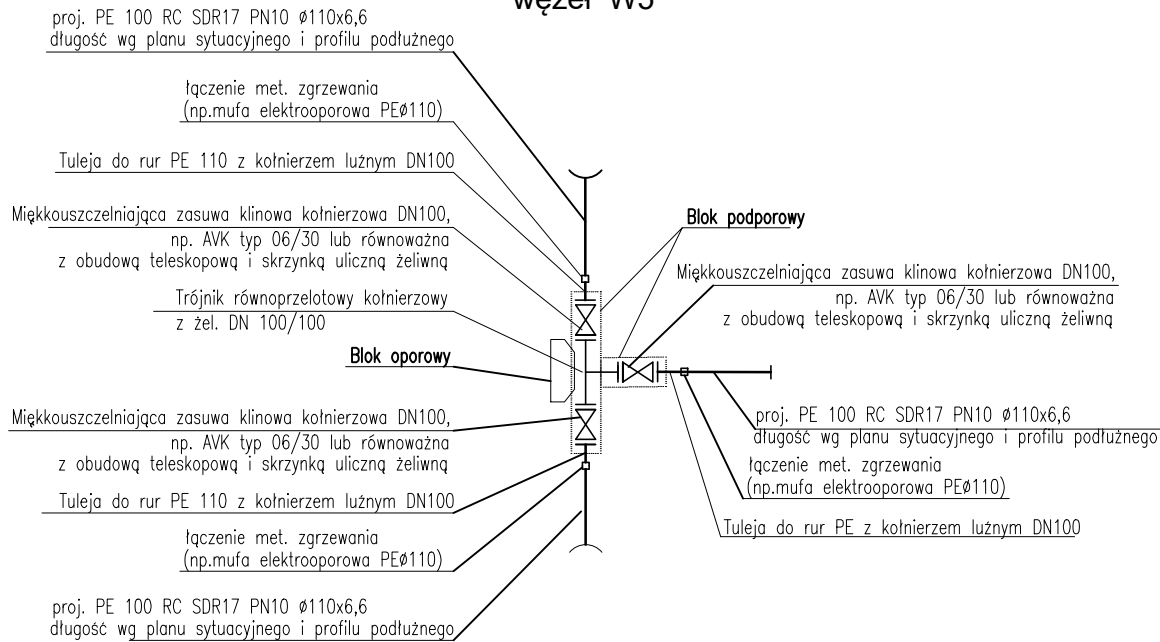 węzeł W5
proj. PE 100 RC SDR17 PN10 ø110x6,6
długość wg planu sytuacyjnego i profilu podłużnego
łączenie met. zgrzewania
(np.mufa elektrooporowa PEø110)
Tuleja do rur PE 110 z kołnierzem luźnym DN100
Miękkouszczelniająca zasuwa klinowa kołnierzowa DN100,
np. AVK typ 06/30 lub równoważna
z obudową teleskopową i skrzynką uliczną żeliwną
Trójnik równoprzelotowy kołnierzowy
z żel. DN 100/100
Blok oporowy
Miękkouszczelniająca zasuwa klinowa kołnierzowa DN100,
np. AVK typ 06/30 lub równoważna
z obudową teleskopową i skrzynką uliczną żeliwną
Tuleja do rur PE 110 z kołnierzem luźnym DN100
łączenie met. zgrzewania
(np.mufa elektrooporowa PEø110)
proj. PE 100 RC SDR17 PN10 ø110x6,6
długość wg planu sytuacyjnego i profilu podłużnego
Blok podporowy
Miękkouszczelniająca zasuwa klinowa kołnierzowa DN100,
np. AVK typ 06/30 lub równoważna
z obudową teleskopową i skrzynką uliczną żeliwną
proj. PE 100 RC SDR17 PN10 ø110x6,6
długość wg planu sytuacyjnego i profilu podłużnego
łączenie met. zgrzewania
(np.mufa elektrooporowa PEø110)
Tuleja do rur PE z kołnierzem luźnym DN100